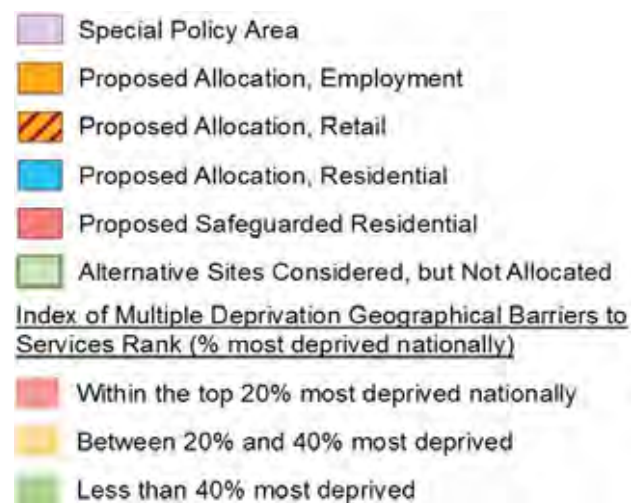 Special Policy Area
Proposed Allocation, Employment
Proposed Allocation, Retail
Proposed Allocation, Residential
Proposed Safeguarded Residential
Alternative Sites Considered, but Not Allocated
Index of Multiple Deprivation Geographical Barriers to
Services Rank (% most deprived nationally)
Within the top 20% most deprived nationally
Between 20% and 40% most deprived
Less than 40% most deprived